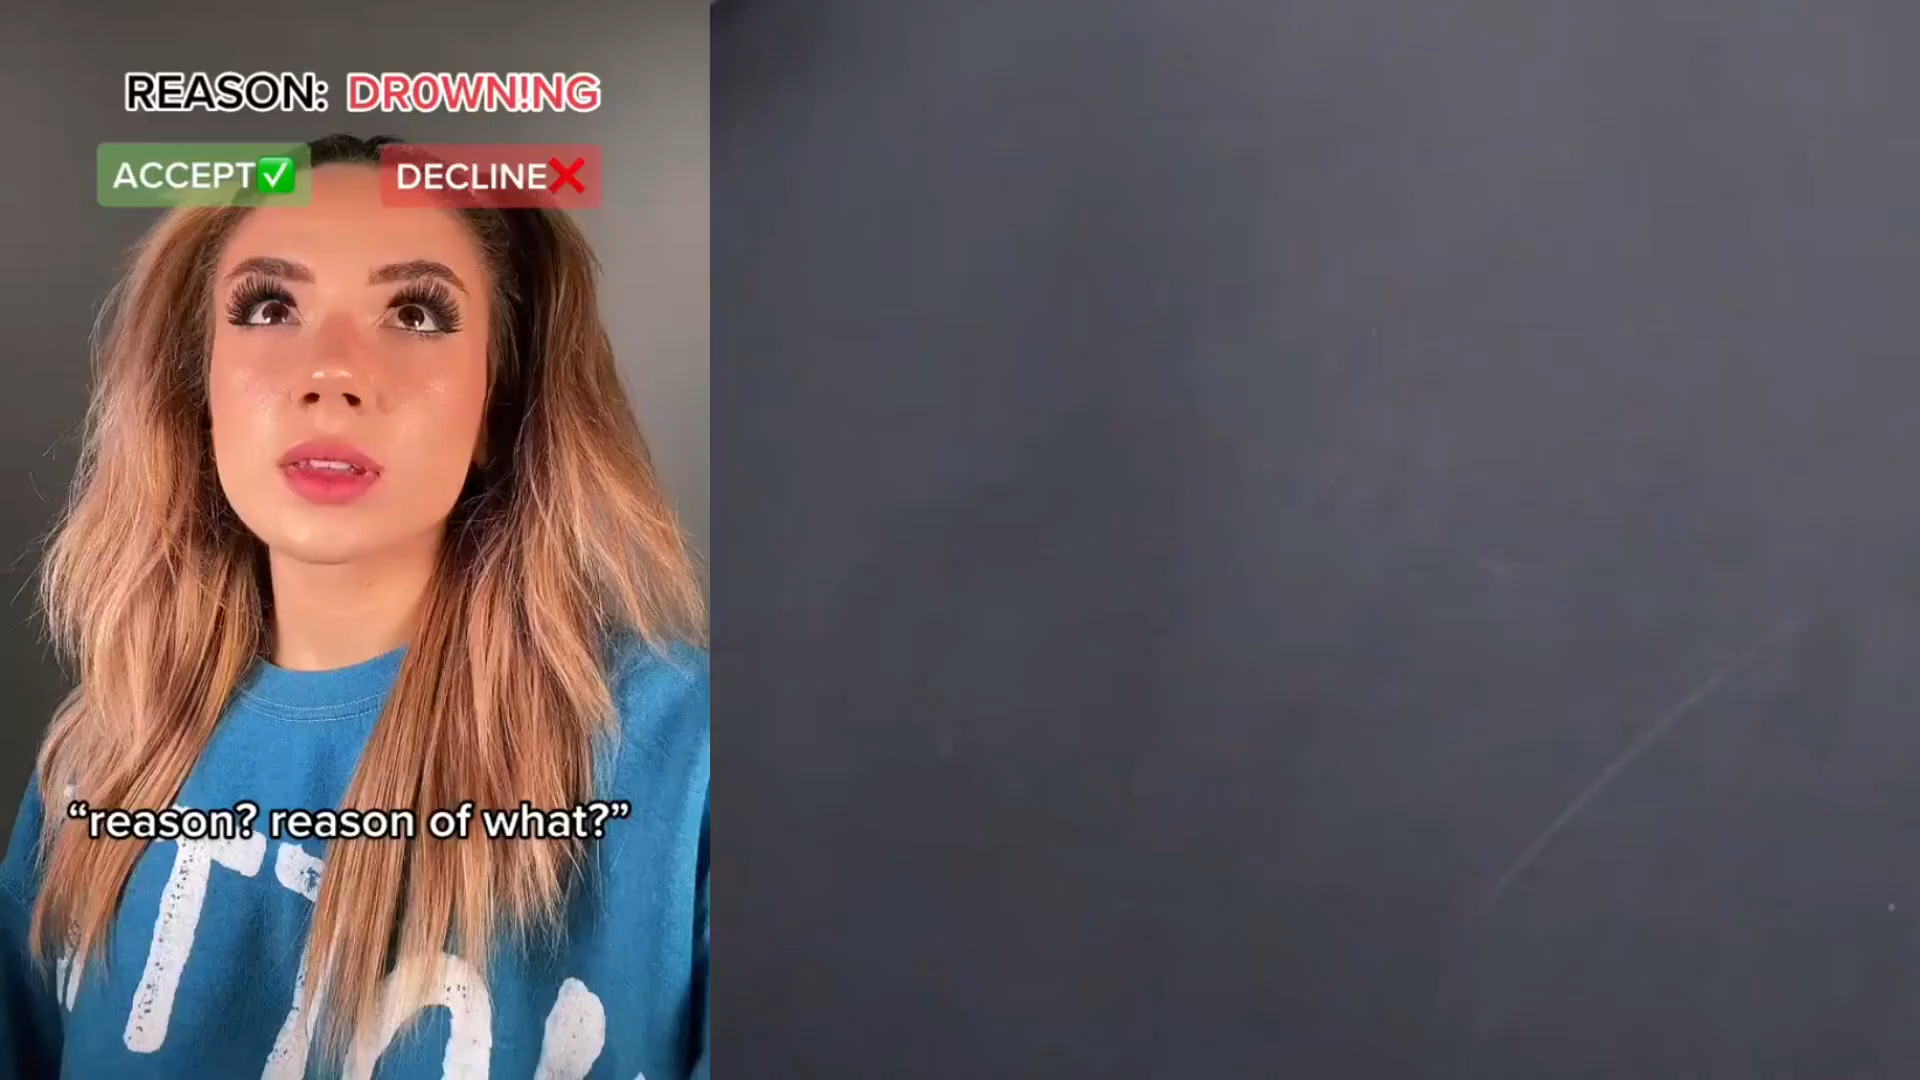 REASON: DR0WN!NG
ACCEPT✅ DECLINE❌
“reason? reason of what?”